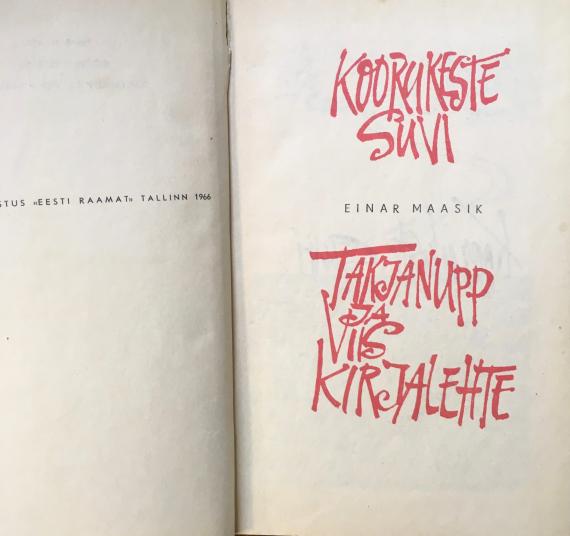 STUS «EESTI RAAMAT» TALLINN 1966
KOORUKESTE
SUVI
EINAR MAASIK
TAKJANUPP
JA
VIIS
KIRJALEHTE